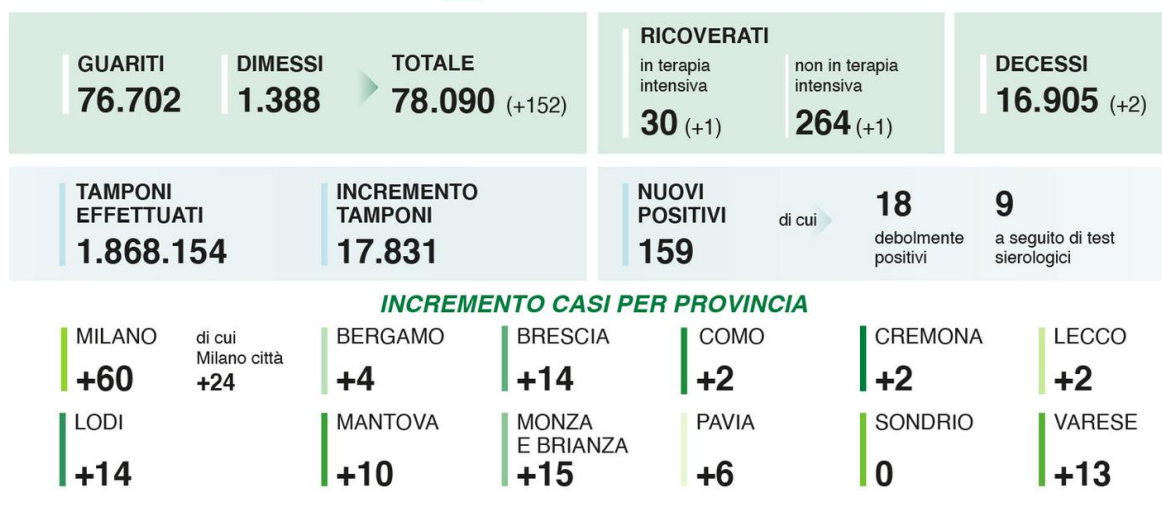 GUARITI
76.702
DIMESSI
1.388
TOTALE
78.090 (+152)
RICOVERATI
in terapia
intensiva
30 (+1)
non in terapia
intensiva
264 (+1)
DECESSI
16.905 (+2)
TAMPONI
EFFETTUATI
1.868.154
INCREMENTO
TAMPONI
17.831
NUOVI
POSITIVI
159
di cui
18
debolmente
positivi
9
a seguito di test
sierologici
INCREMENTO CASI PER PROVINCIA
MILANO
+60
di cui
Milano città
+24
BERGAMO
+4
BRESCIA
+14
COMO
+2
CREMONA
+2
LECCO
+2
LODI
+14
MANTOVA
+10
MONZA
E BRIANZA
+15
PAVIA
+6
SONDRIO
0
VARESE
+13